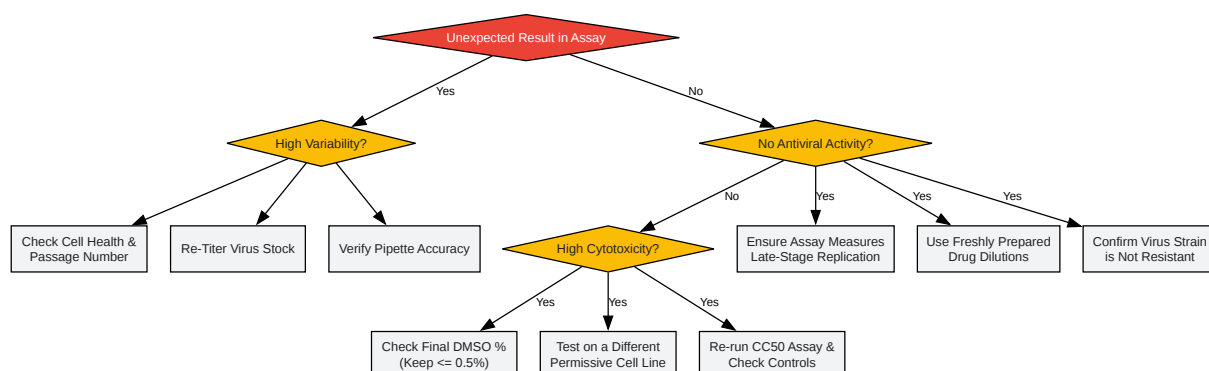 Unexpected Result in Assay
Yes
No
High Variability?
No Antiviral Activity?
No
Yes
Yes
Yes
Check Cell Health &
Passage Number
Re-Titer Virus Stock
Verify Pipette Accuracy
High Cytotoxicity?
Ensure Assay Measures
Late-Stage Replication
Use Freshly Prepared
Drug Dilutions
Confirm Virus Strain
is Not Resistant
Yes
Yes
Yes
Check Final DMSO %
(Keep <= 0.5%)
Test on a Different
Permissive Cell Line
Re-run CC50 Assay &
Check Controls